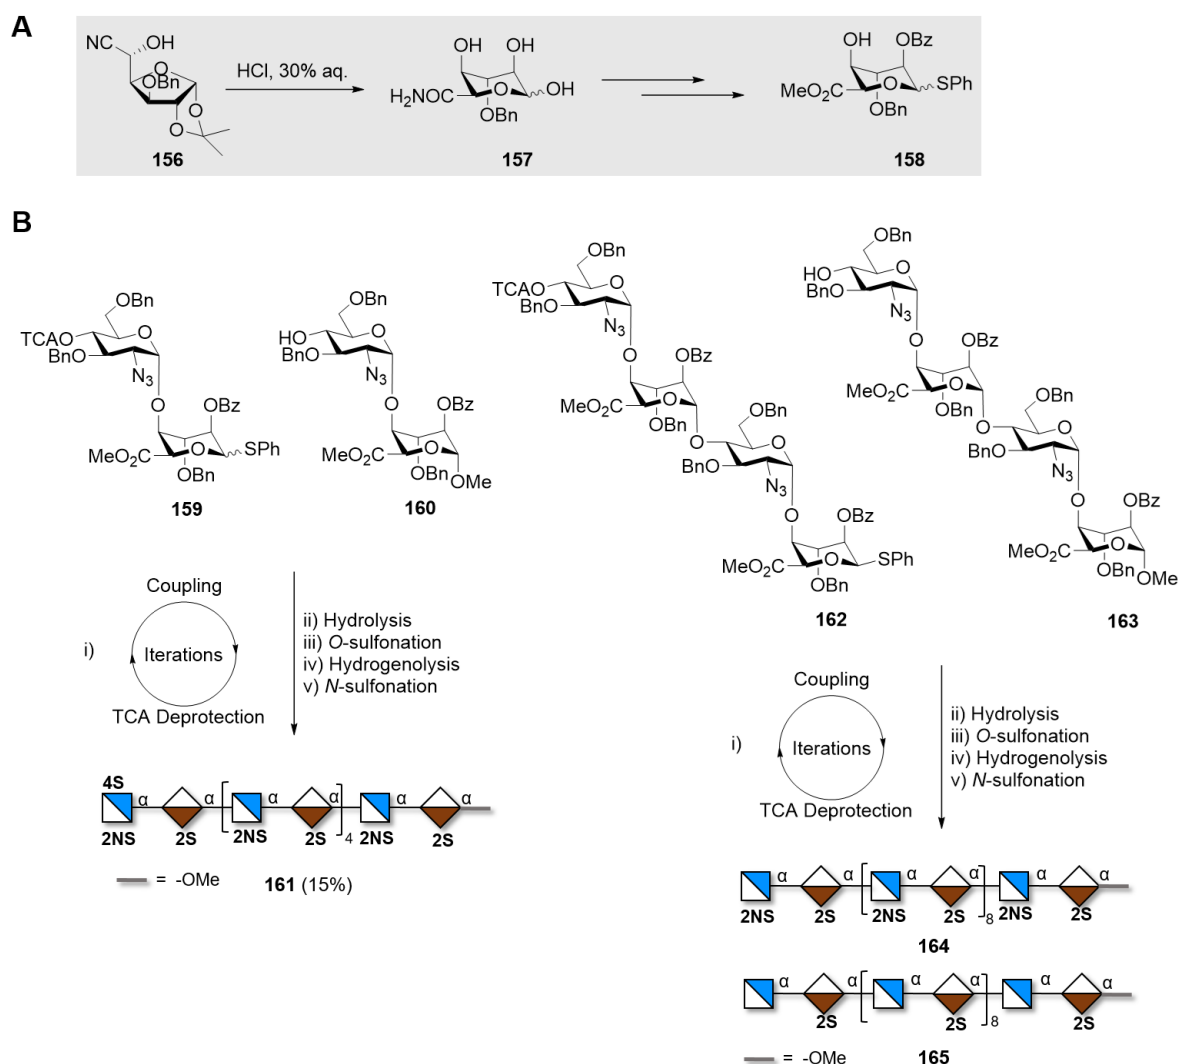 A
NC
OH
O
OBn
O
O
156
HCl, 30% aq.
OH OH
H2NOC
O
OH
OBn
157
OH OBz
MeO2C
O
SPh
OBn
158
B
OBn
O
TCAO
BnO
N3
O
OBz
MeO2C
O
SPh
OBn
159
OBn
O
HO
BnO
N3
O
OBz
MeO2C
O
OBn
OMe
160
OBn
O
TCAO
BnO
N3
O
OBz
MeO2C
O
OBn
O
OBn
O
BnO
N3
O
OBz
MeO2C
O
SPh
OBn
162
OBn
O
HO
BnO
N3
O
OBz
MeO2C
O
OBn
O
OBn
O
BnO
N3
O
OBz
MeO2C
O
OBn
OMe
163
Coupling
i)
Iterations
TCA Deprotection
ii) Hydrolysis
iii) O-sulfonation
iv) Hydrogenolysis
v) N-sulfonation
4S
α α α α α α
2NS 2S 2NS 2S 4 2NS 2S
= -OMe
161 (15%)
Coupling
i)
Iterations
TCA Deprotection
ii) Hydrolysis
iii) O-sulfonation
iv) Hydrogenolysis
v) N-sulfonation
α α α α α α
2NS 2S 2NS 2S 8 2NS 2S
164
α α α α α α
2S 2S 8 2S
= -OMe
165